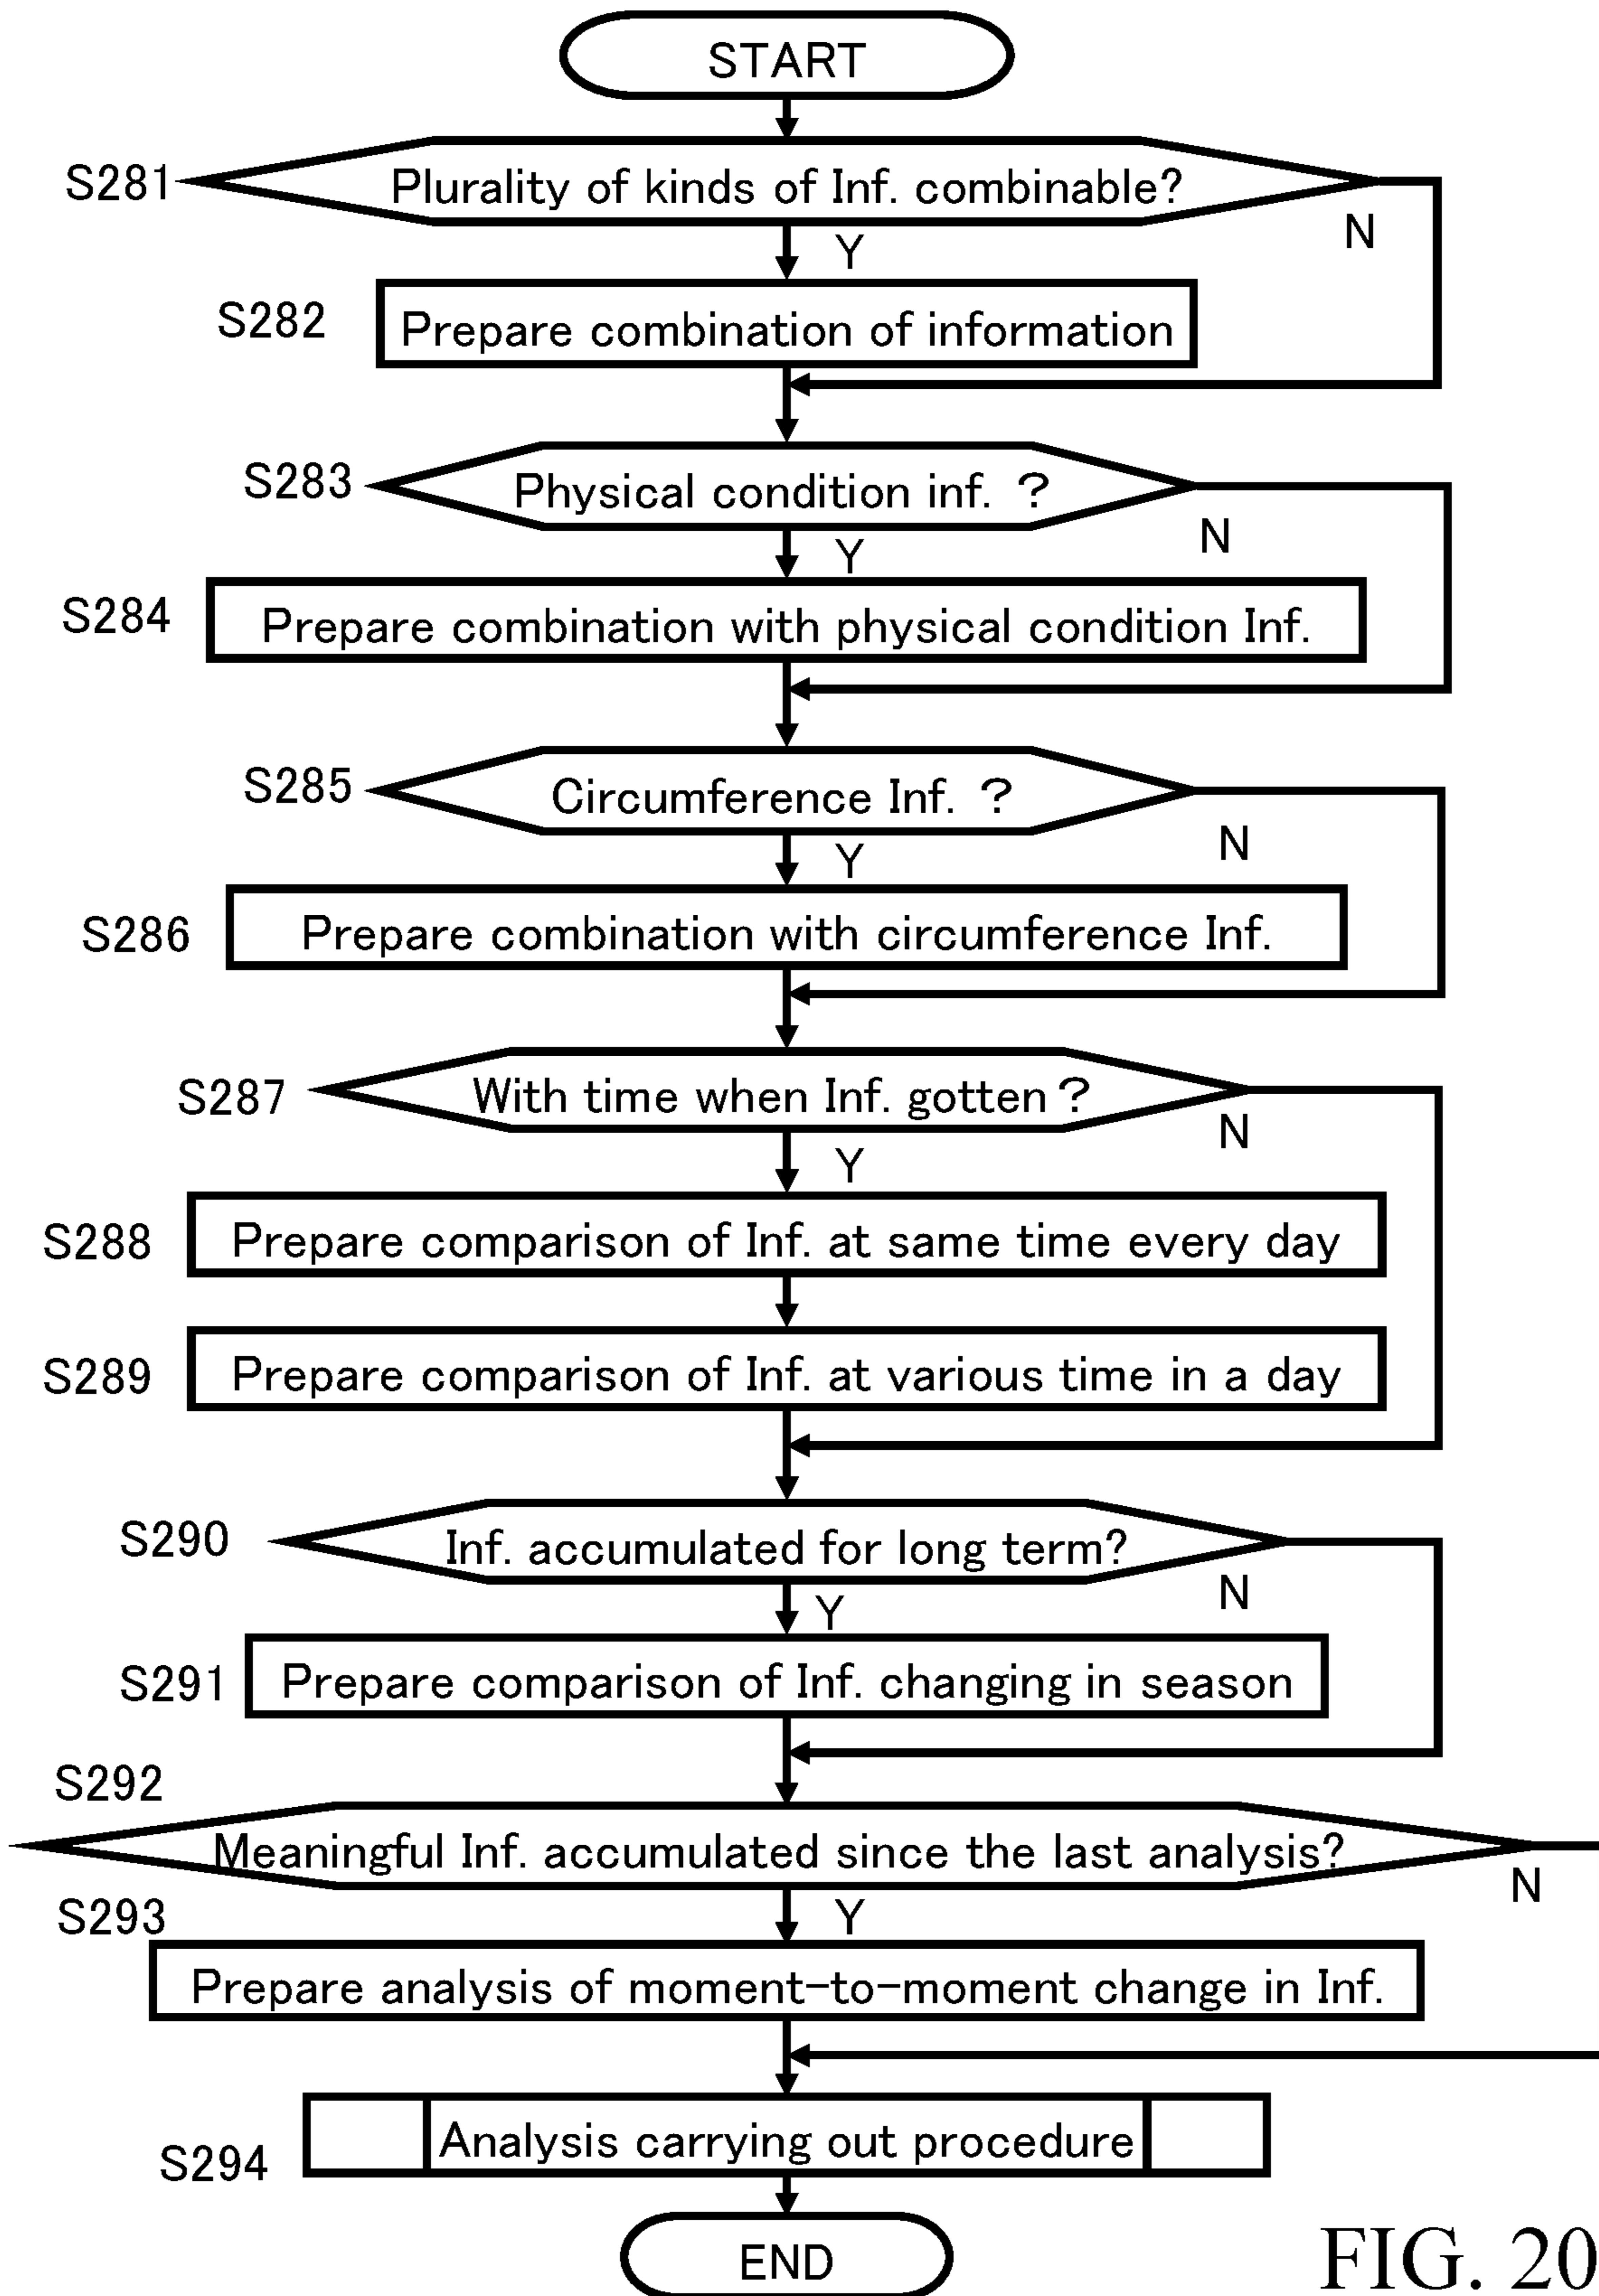 START
S281
Plurality of kinds of Inf. combinable?
N
Y
S282
Prepare combination of information
S283
Physical condition inf. ?
N
Y
S284
Prepare combination with physical condition Inf.
S285
Circumference Inf. ?
N
Y
S286
Prepare combination with circumference Inf.
S287
With time when Inf. gotten ?
N
Y
S288
Prepare comparison of Inf. at same time every day
S289
Prepare comparison of Inf. at various time in a day
S290
Inf. accumulated for long term?
N
Y
S291
Prepare comparison of Inf. changing in season
S292
Meaningful Inf. accumulated since the last analysis?
N
Y
S293
Prepare analysis of moment-to-moment change in Inf.
S294
Analysis carrying out procedure
END
FIG. 20